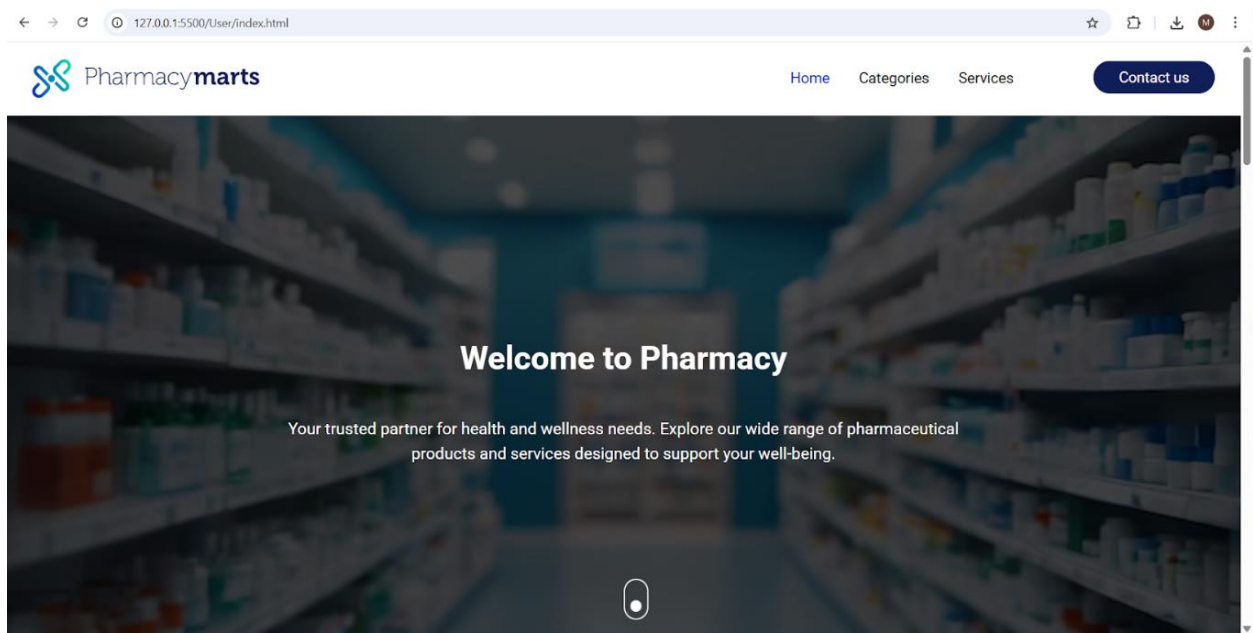 127.0.0.1:5500/User/index.html
M
Pharmacymarts
Home Categories Services Contact us
Welcome to Pharmacy
Your trusted partner for health and wellness needs. Explore our wide range of pharmaceutical
products and services designed to support your well-being.